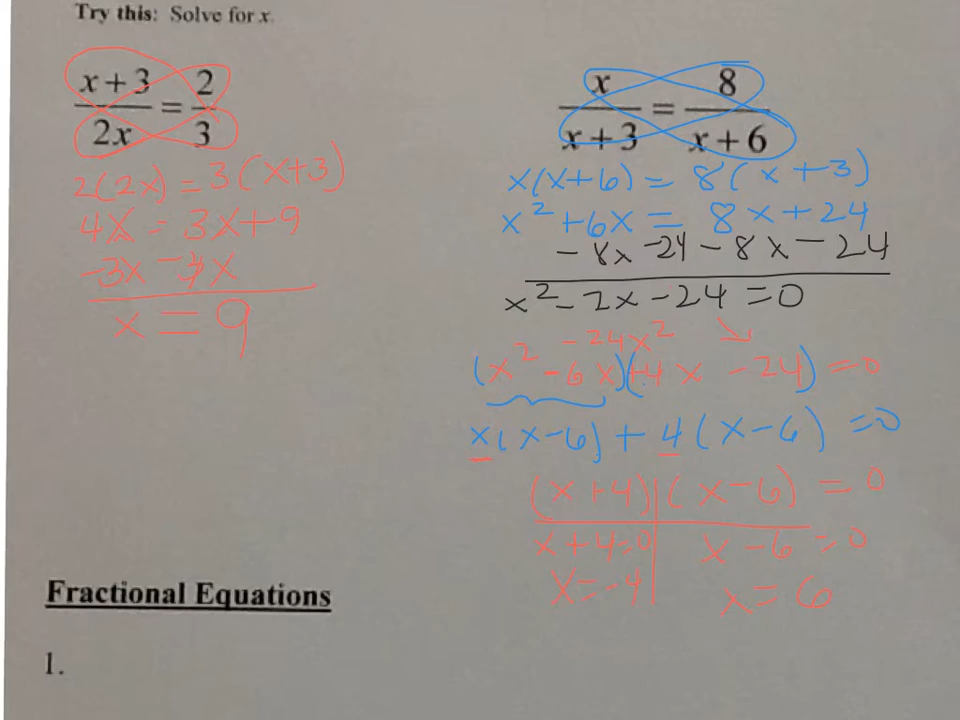 Try this: Solve for x.
x + 3 / 2x = 2 / 3
2(2x) = 3(x+3)
4x = 3x+9
-3x -3x
x = 9
x / x + 3 = 8 / x + 6
x(x+6) = 8(x+3)
x² + 6x = 8x + 24
- 8x - 24 - 8x - 24
x² - 2x - 24 = 0
- 24x²
(x² - 6x)(+4x - 24) = 0
x(x-6) + 4(x-6) = 0
(x+4) | (x-6) = 0
x+4=0 | x-6=0
x=-4 | x=6
Fractional Equations
1.